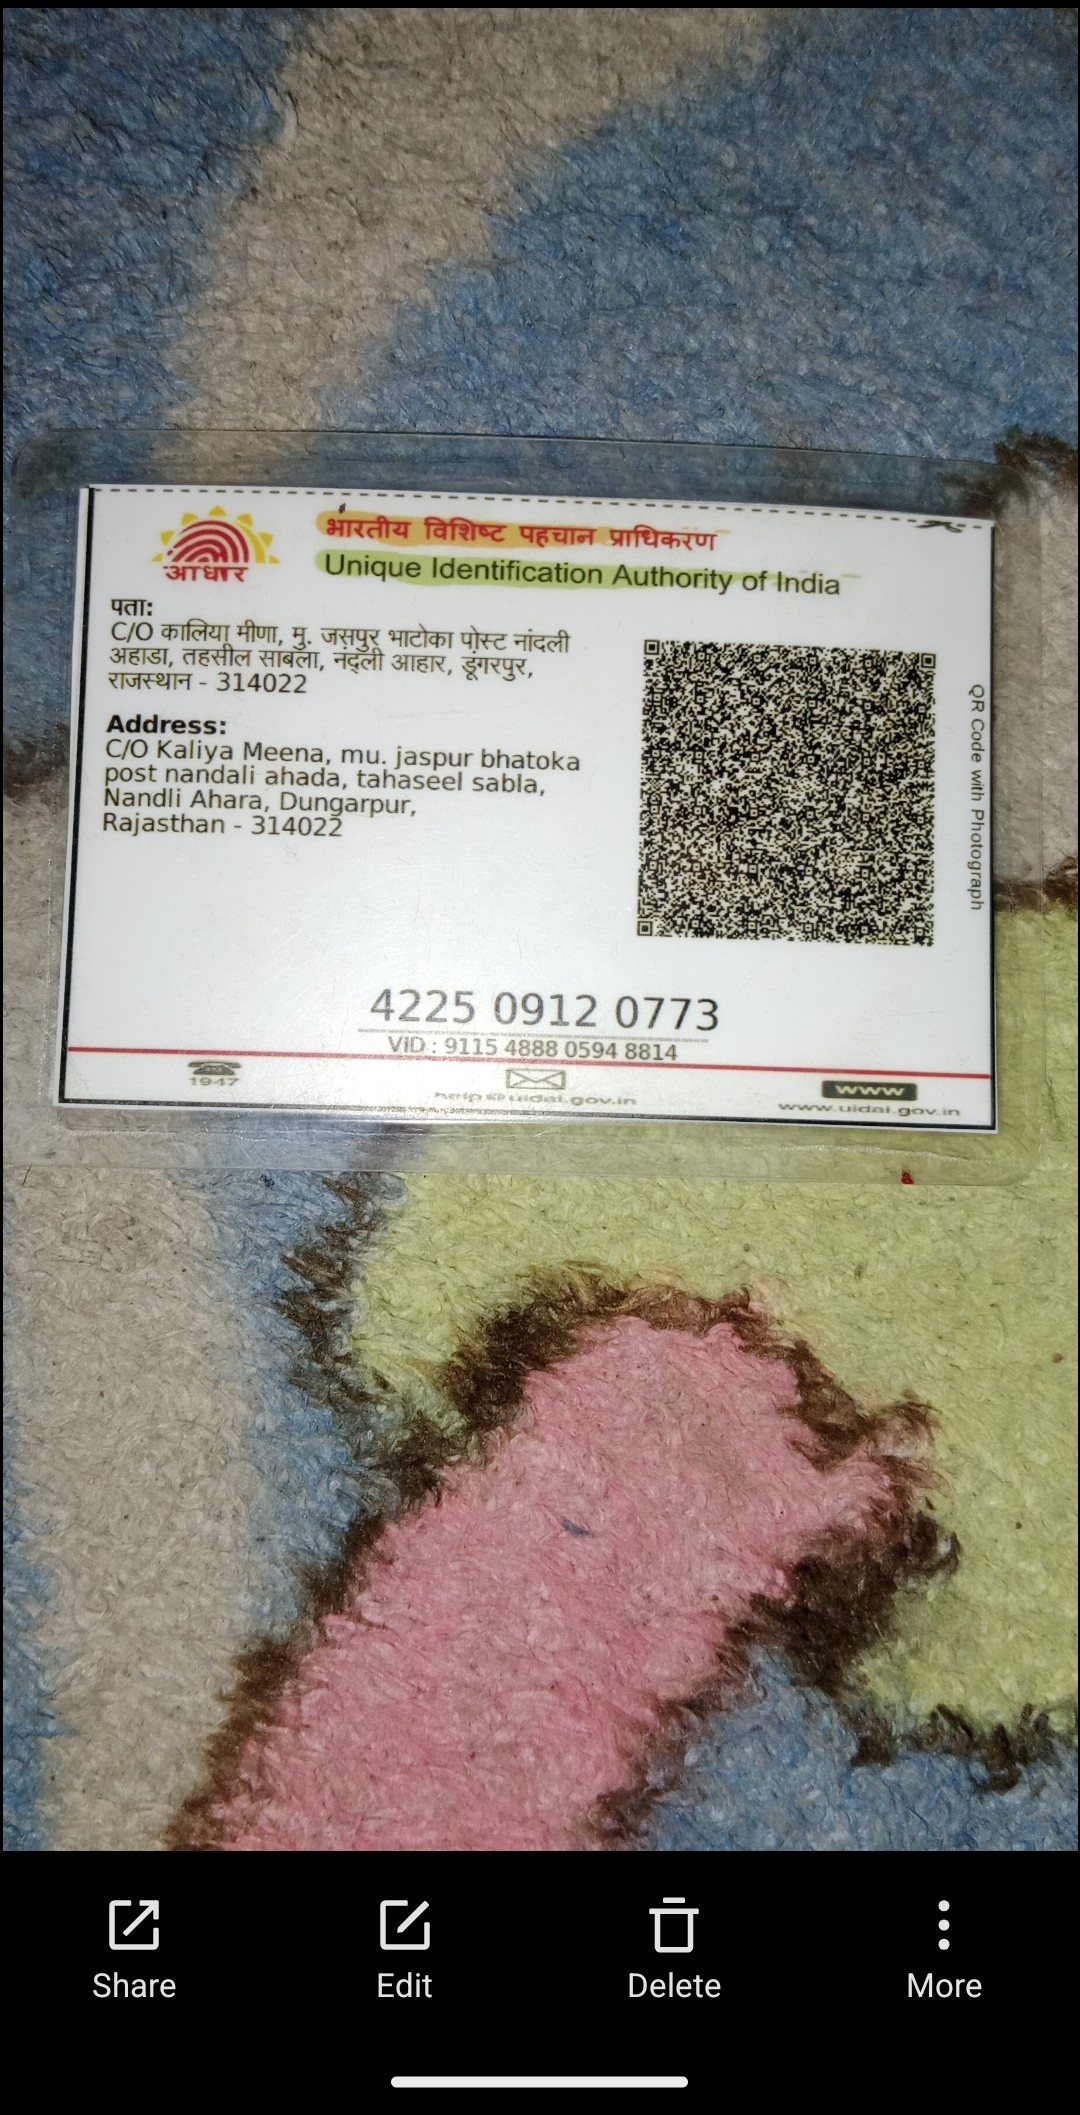 भारतीय विशिष्ट पहचान प्राधिकरण
Unique Identification Authority of India
आधार
पता:
C/O कालिया मीणा, मु. जसपुर भाटोका पोस्ट नांदली
अहाडा, तहसील साबला, नद्ली आहार, डूंगरपुर,
राजस्थान - 314022
Address:
C/O Kaliya Meena, mu. jaspur bhatoka
post nandali ahada, tahaseel sabla,
Nandli Ahara, Dungarpur,
Rajasthan - 314022
QR Code with Photograph
4225 0912 0773
VID : 9115 4888 0594 8814
1947
help@uidai.gov.in
www
www.uidai.gov.in
Share
Edit
Delete
More